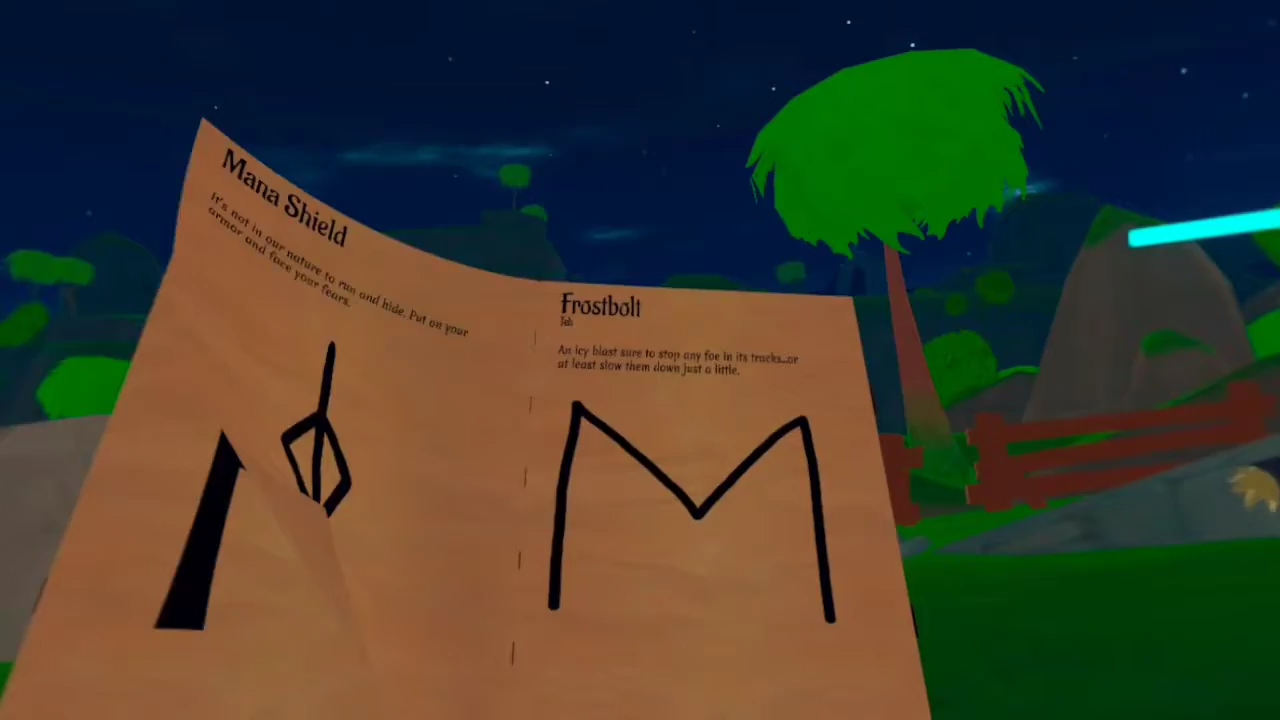 Mana Shield
It's not in our nature to run and hide. Put on your
armor and face your fears.
Frostbolt
An icy blast sure to stop any foe in its tracks...or
at least slow them down just a little.